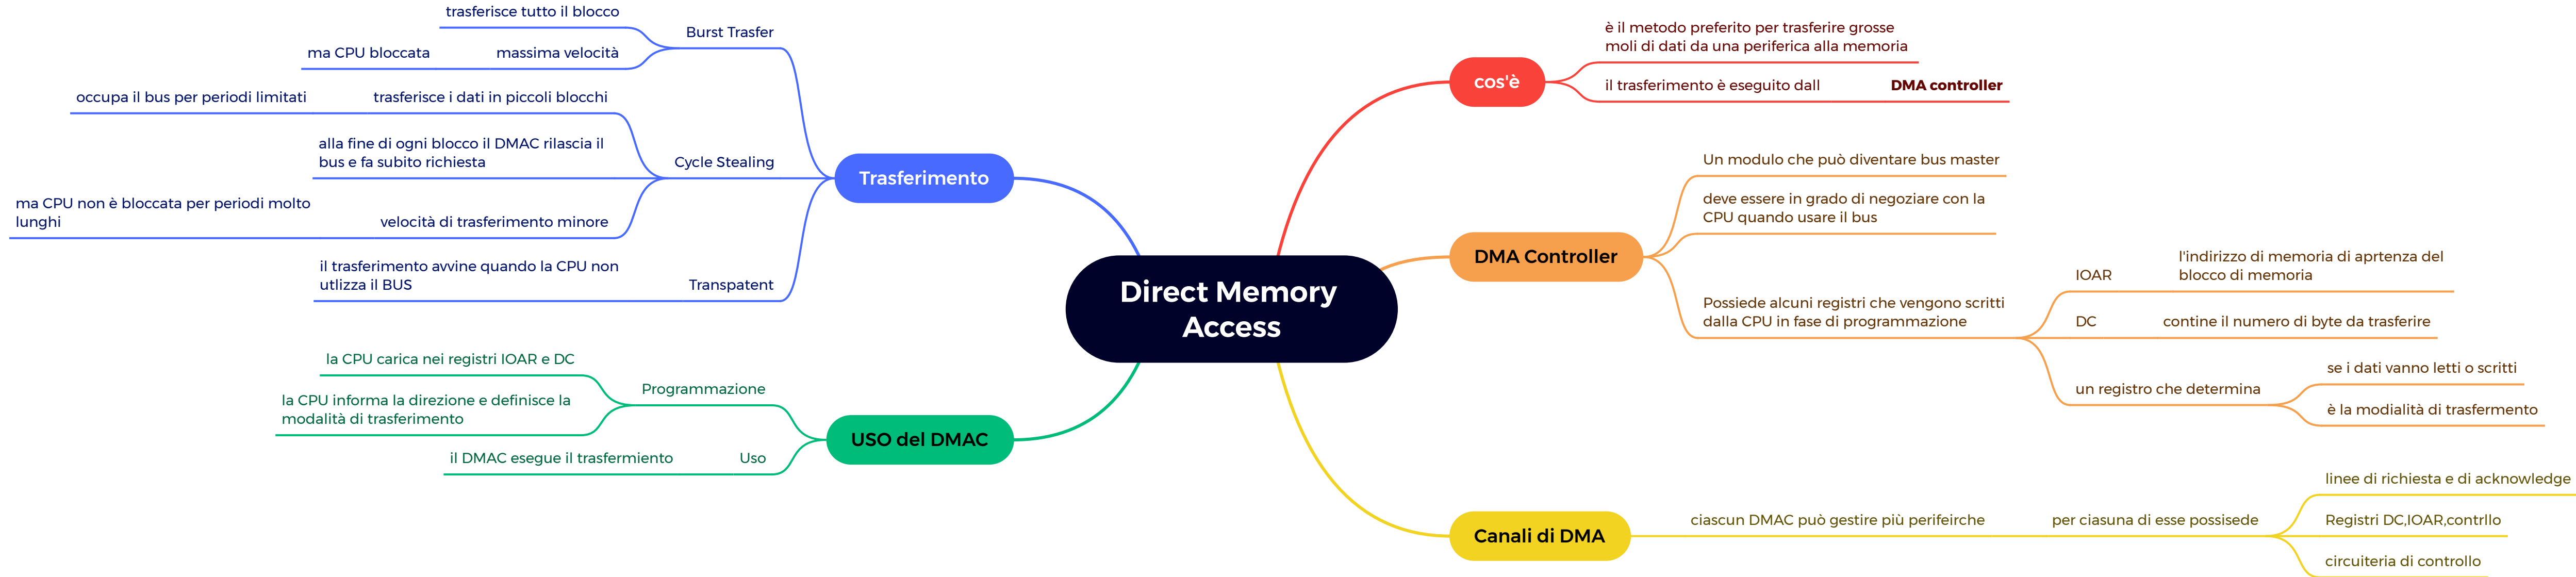 Direct Memory
Access
cos'è
è il metodo preferito per trasferire grosse
moli di dati da una periferica alla memoria
il trasferimento è eseguito dall
DMA controller
DMA Controller
Un modulo che può diventare bus master
deve essere in grado di negoziare con la
CPU quando usare il bus
Possiede alcuni registri che vengono scritti
dalla CPU in fase di programmazione
IOAR
l'indirizzo di memoria di aprtenza del
blocco di memoria
DC
contine il numero di byte da trasferire
un registro che determina
se i dati vanno letti o scritti
è la modialità di trasfermento
Canali di DMA
ciascun DMAC può gestire più perifeirche
per ciasuna di esse possisede
linee di richiesta e di acknowledge
Registri DC,IOAR,contrllo
circuiteria di controllo
Trasferimento
Burst Trasfer
trasferisce tutto il blocco
massima velocità
ma CPU bloccata
Cycle Stealing
trasferisce i dati in piccoli blocchi
occupa il bus per periodi limitati
alla fine di ogni blocco il DMAC rilascia il
bus e fa subito richiesta
velocità di trasferimento minore
ma CPU non è bloccata per periodi molto
lunghi
Transpatent
il trasferimento avvine quando la CPU non
utlizza il BUS
USO del DMAC
Programmazione
la CPU carica nei registri IOAR e DC
la CPU informa la direzione e definisce la
modalità di trasferimento
Uso
il DMAC esegue il trasfermiento